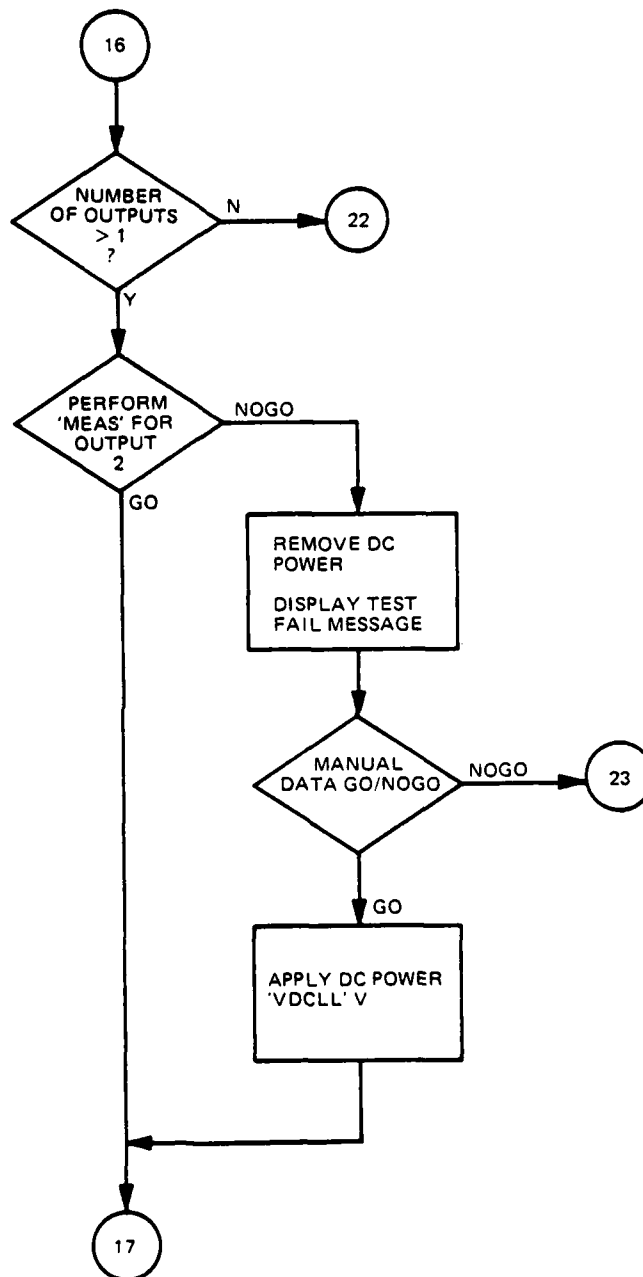 16
NUMBER
OF OUTPUTS
> 1
?
N
22
Y
PERFORM
'MEAS' FOR
OUTPUT
2
NOGO
GO
REMOVE DC
POWER
DISPLAY TEST
FAIL MESSAGE
MANUAL
DATA GO/NOGO
NOGO
23
GO
APPLY DC POWER
'VDCLL' V
17